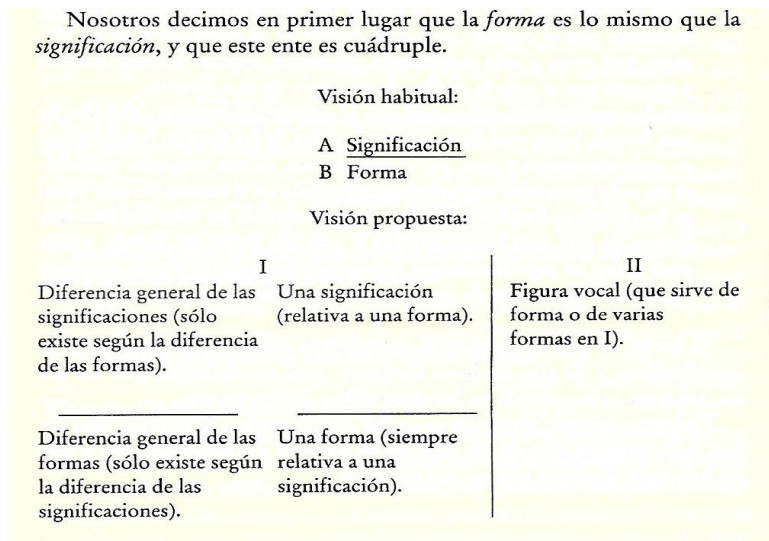 Nosotros decimos en primer lugar que la forma es lo mismo que la
significación, y que este ente es cuádruple.
Visión habitual:
A Significación
B Forma
Visión propuesta:
I
Diferencia general de las
significaciones (sólo
existe según la diferencia
de las formas).
Una significación
(relativa a una forma).
Diferencia general de las
formas (sólo existe según
la diferencia de las
significaciones).
Una forma (siempre
relativa a una
significación).
II
Figura vocal (que sirve de
forma o de varias
formas en I).